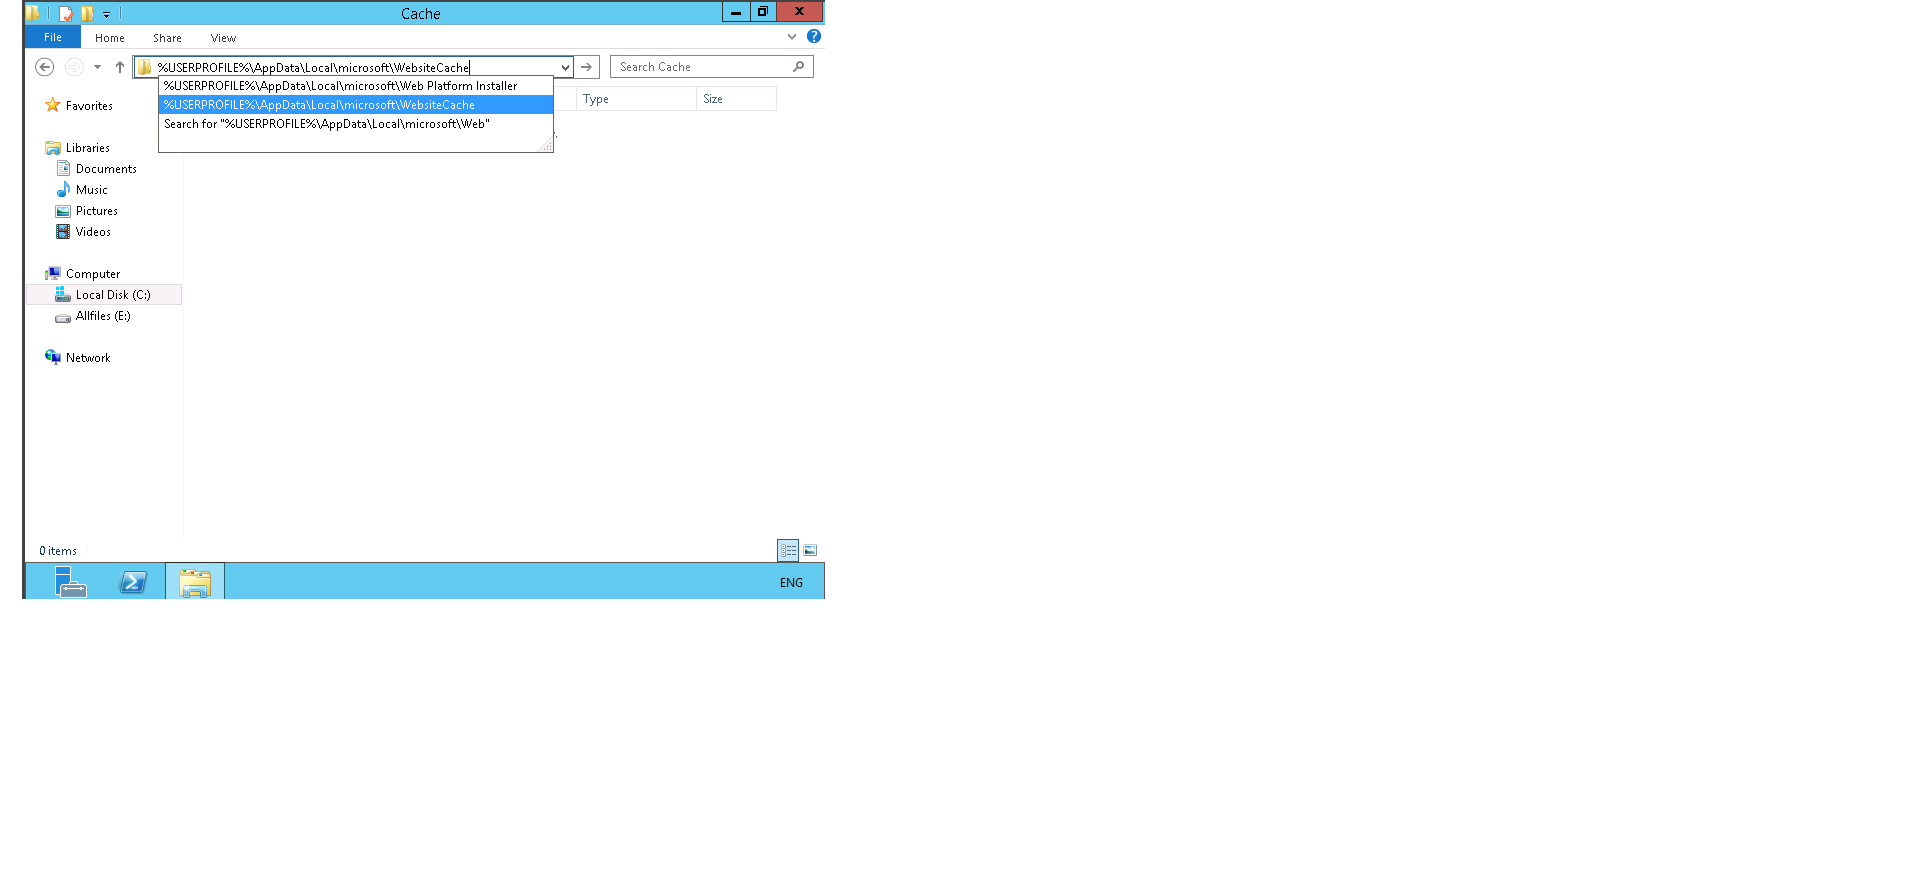 Cache
File Home Share View
%USERPROFILE%\AppData\Local\microsoft\WebsiteCache
Search Cache
%USERPROFILE%\AppData\Local\microsoft\Web Platform Installer
%USERPROFILE%\AppData\Local\microsoft\WebsiteCache
Search for "%USERPROFILE%\AppData\Local\microsoft\Web"
Type Size
Favorites
Libraries
Documents
Music
Pictures
Videos
Computer
Local Disk (C:)
Allfiles (E:)
Network
0 items
ENG